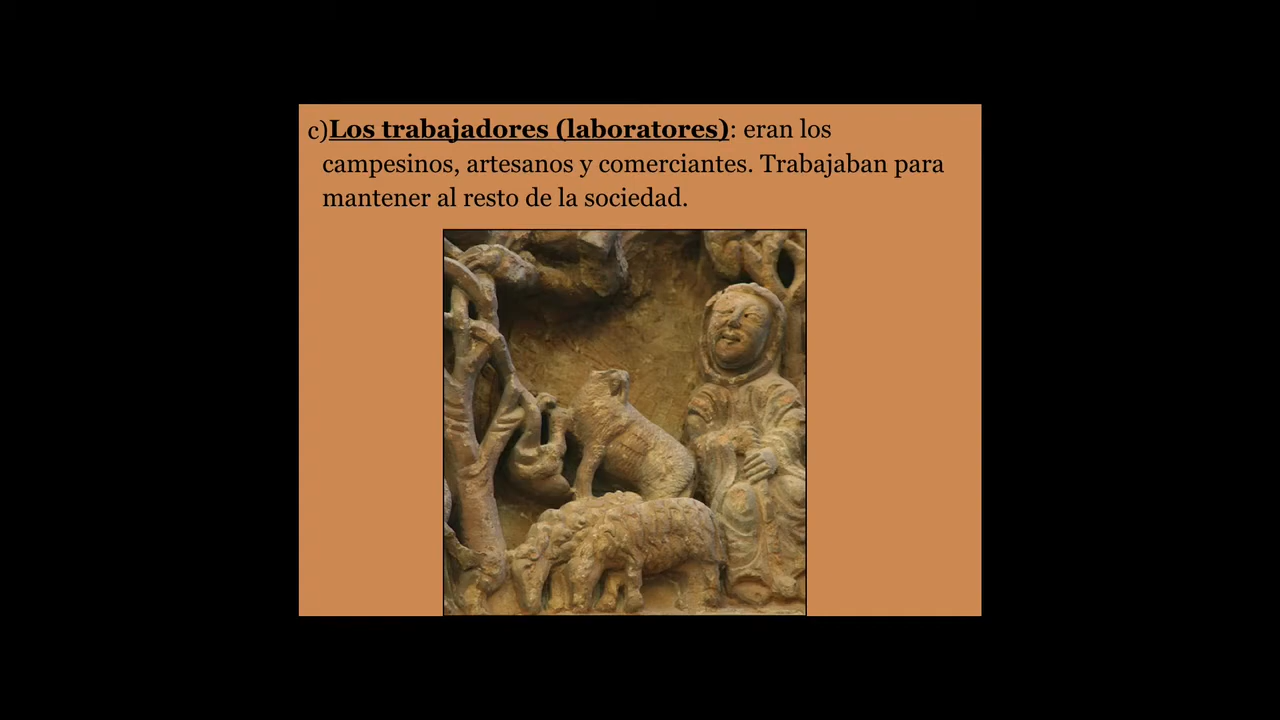 c)Los trabajadores (laboratores): eran los
campesinos, artesanos y comerciantes. Trabajaban para
mantener al resto de la sociedad.